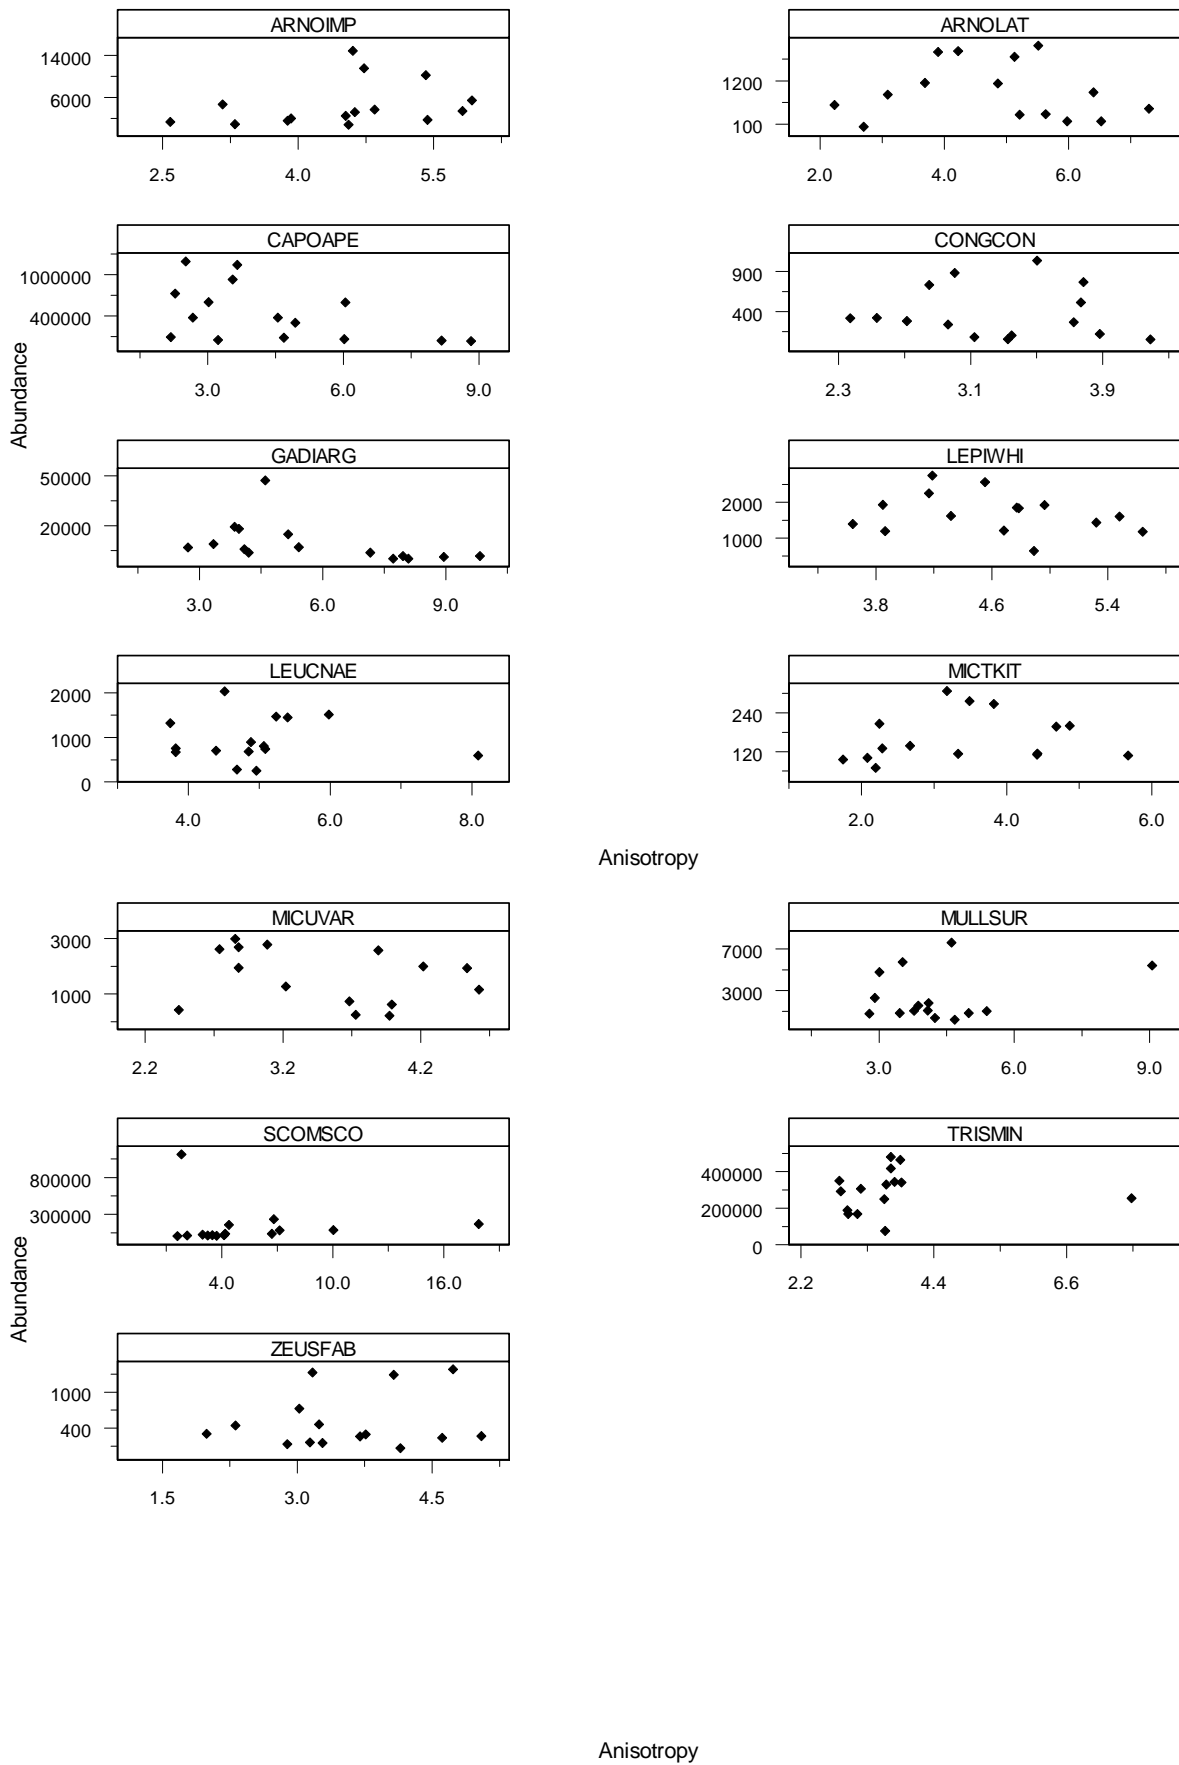 ARNOIMP
14000
6000
2.5 4.0 5.5
ARNOLAT
1200
100
2.0 4.0 6.0
CAPOAPE
1000000
400000
3.0 6.0 9.0
CONGCON
900
400
2.3 3.1 3.9
Abundance
GADIARG
50000
20000
3.0 6.0 9.0
LEPIWHI
2000
1000
3.8 4.6 5.4
LEUCNAE
2000
1000
0
4.0 6.0 8.0
MICTKIT
240
120
2.0 4.0 6.0
Anisotropy
MICUVAR
3000
1000
2.2 3.2 4.2
MULLSUR
7000
3000
3.0 6.0 9.0
SCOMSCO
800000
300000
4.0 10.0 16.0
TRISMIN
400000
200000
0
2.2 4.4 6.6
Abundance
ZEUSFAB
1000
400
1.5 3.0 4.5
Anisotropy